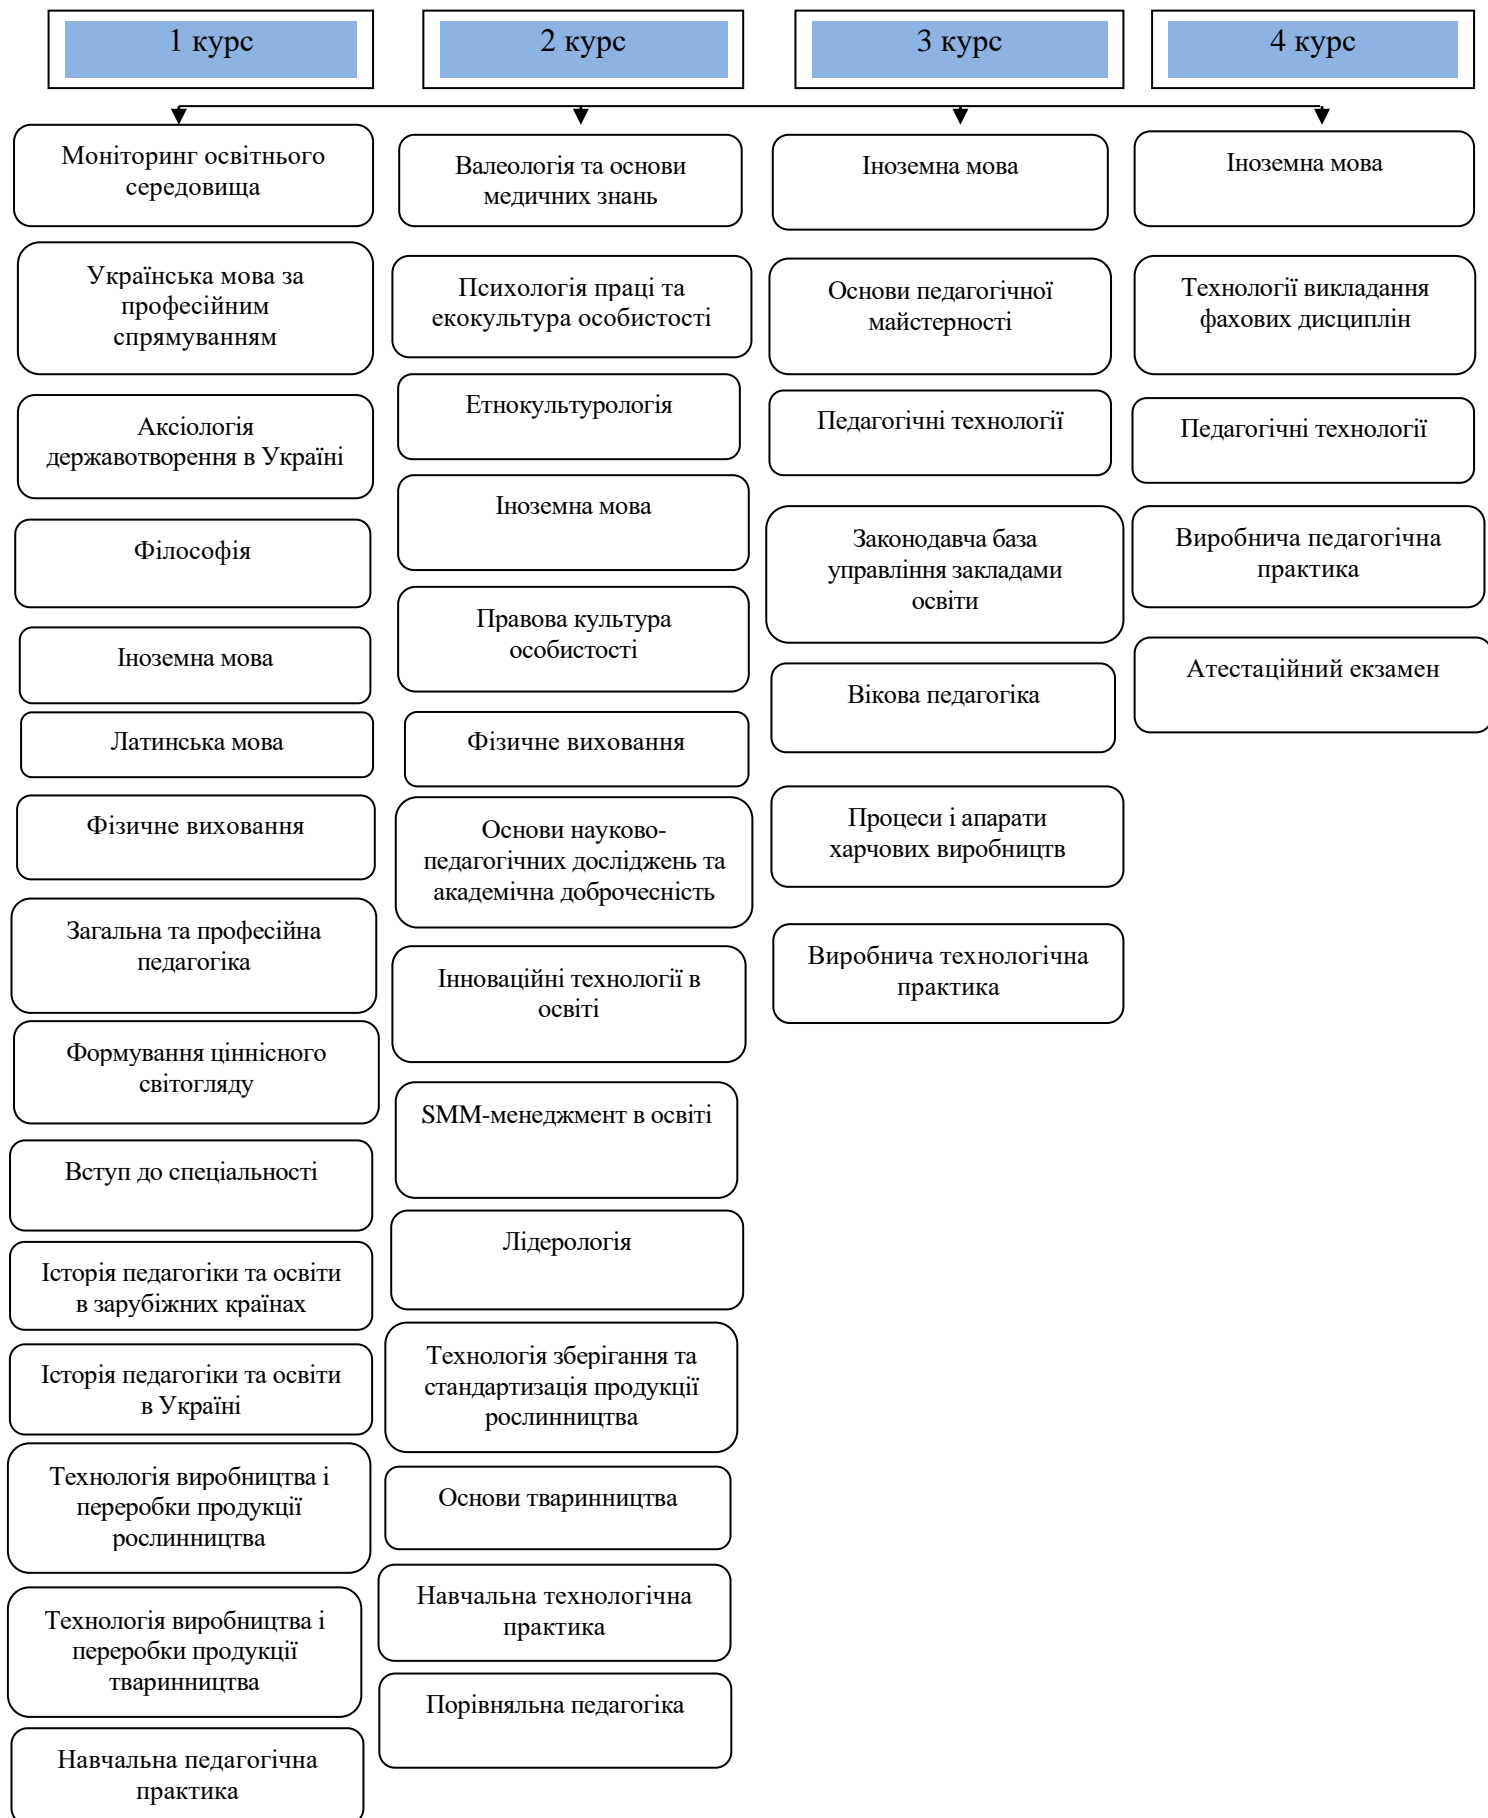 1 курс
2 курс
3 курс
4 курс
Моніторинг освітнього
середовища
Українська мова за
професійним
спрямуванням
Аксіологія
державотворення в Україні
Філософія
Іноземна мова
Латинська мова
Фізичне виховання
Загальна та професійна
педагогіка
Формування ціннісного
світогляду
Вступ до спеціальності
Історія педагогіки та освіти
в зарубіжних країнах
Історія педагогіки та освіти
в Україні
Технологія виробництва і
переробки продукції
рослинництва
Технологія виробництва і
переробки продукції
тваринництва
Навчальна педагогічна
практика
Валеологія та основи
медичних знань
Психологія праці та
екокультура особистості
Етнокультурологія
Іноземна мова
Правова культура
особистості
Фізичне виховання
Основи науково-
педагогічних досліджень та
академічна доброчесність
Інноваційні технології в
освіті
SMM-менеджмент в освіті
Лідерологія
Технологія зберігання та
стандартизація продукції
рослинництва
Основи тваринництва
Навчальна технологічна
практика
Порівняльна педагогіка
Іноземна мова
Основи педагогічної
майстерності
Педагогічні технології
Законодавча база
управління закладами
освіти
Вікова педагогіка
Процеси і апарати
харчових виробництв
Виробнича технологічна
практика
Іноземна мова
Технології викладання
фахових дисциплін
Педагогічні технології
Виробнича педагогічна
практика
Атестаційний екзамен